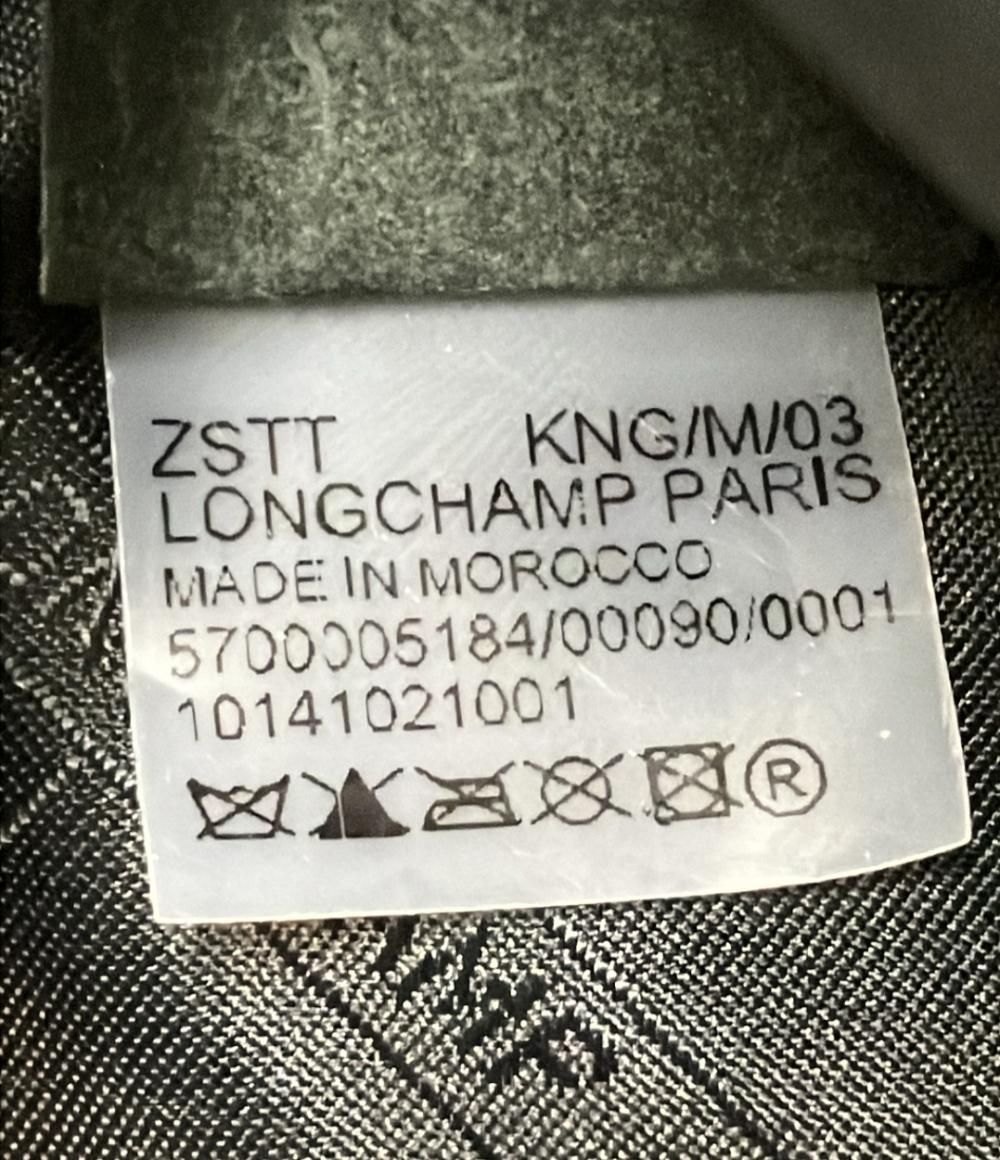 ZSTT KNG/M/03
LONGCHAMP PARIS
MADE IN MOROCCO
5700005184/00090/0001
10141021001
®